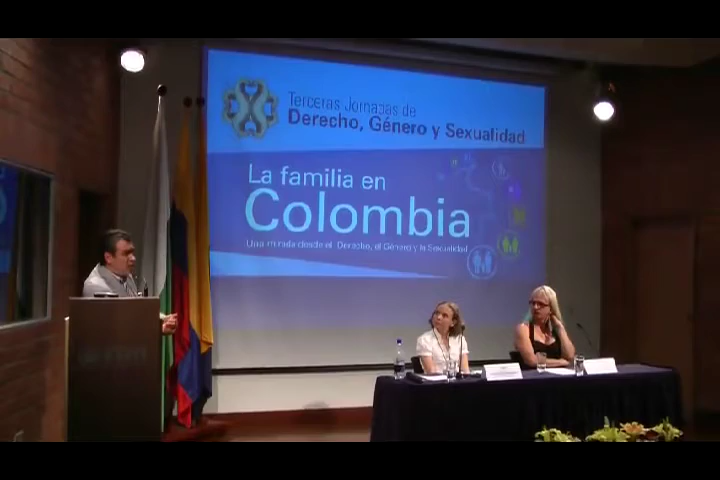 Terceras Jornadas de
Derecho, Género y Sexualidad
La familia en
Colombia
Una mirada desde el Derecho, el Género y la Sexualidad